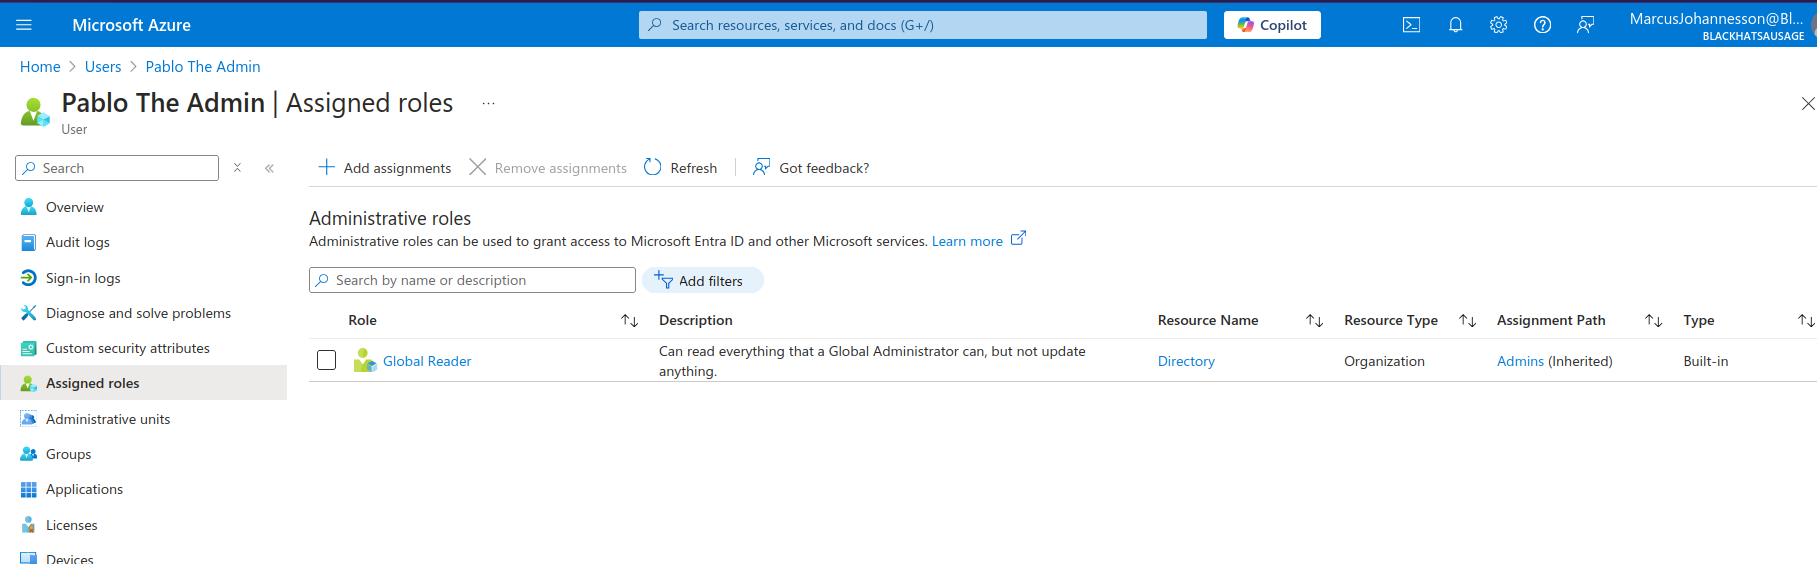 Microsoft Azure
Search resources, services, and docs (G+/)
Copilot
MarcusJohannesson@Bl...
BLACKHATSAUSAGE
Home > Users > Pablo The Admin
Pablo The Admin | Assigned roles ...
User
Search
Add assignments
Remove assignments
Refresh
Got feedback?
Overview
Audit logs
Sign-in logs
Diagnose and solve problems
Custom security attributes
Assigned roles
Administrative units
Groups
Applications
Licenses
Devices
Administrative roles
Administrative roles can be used to grant access to Microsoft Entra ID and other Microsoft services. Learn more
Search by name or description
Add filters
Role Description Resource Name Resource Type Assignment Path Type
Global Reader Can read everything that a Global Administrator can, but not update Directory Organization Admins (Inherited) Built-in
anything.